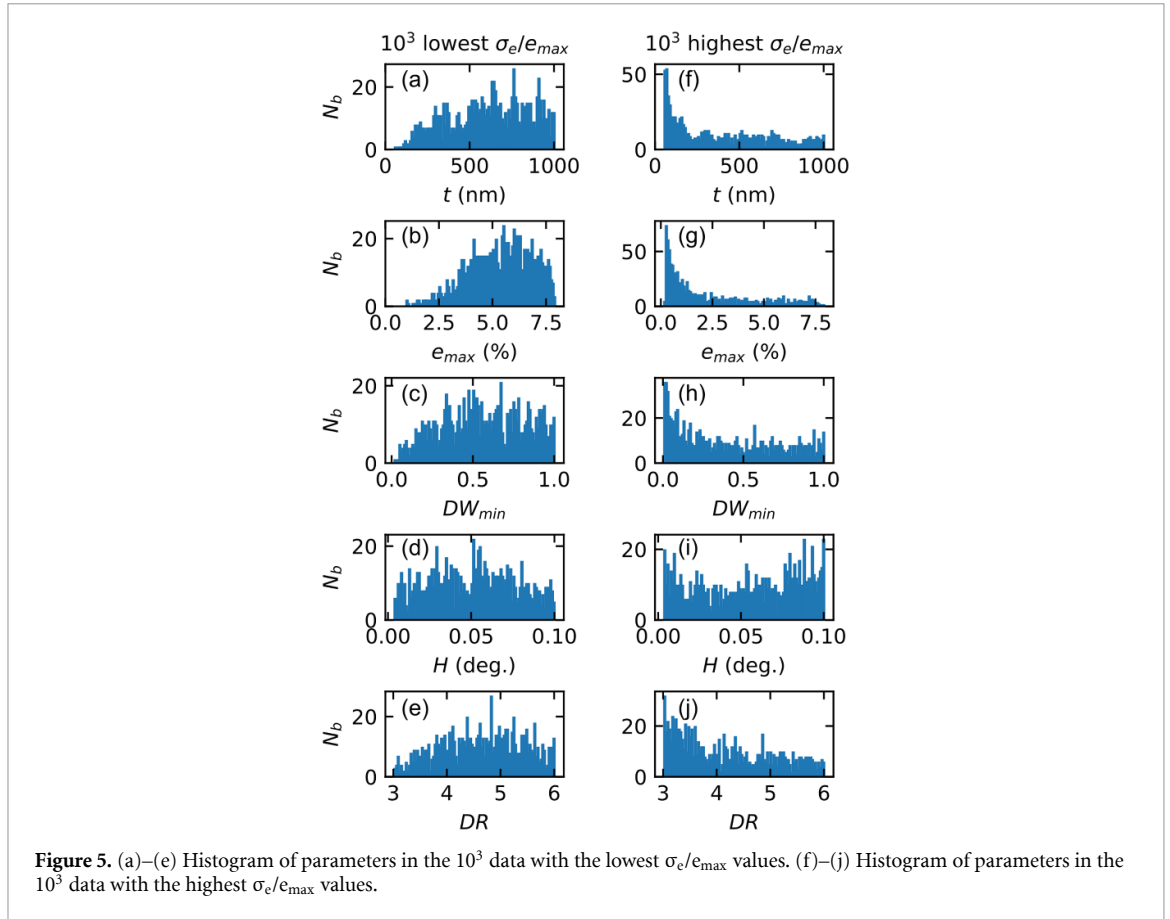 10³ lowest σₑ/eₘₐₓ
10³ highest σₑ/eₘₐₓ
(a)
20
0
N_b
0
500
1000
t (nm)
(f)
50
0
0
500
1000
t (nm)
(b)
20
0
N_b
0.0
2.5
5.0
7.5
eₘₐₓ (%)
(g)
50
0
0.0
2.5
5.0
7.5
eₘₐₓ (%)
(c)
20
0
N_b
0.0
0.5
1.0
DWₘᵢₙ
(h)
20
0
0.0
0.5
1.0
DWₘᵢₙ
(d)
20
0
N_b
0.00
0.05
0.10
H (deg.)
(i)
20
0
0.00
0.05
0.10
H (deg.)
(e)
20
0
N_b
3
4
5
6
DR
(j)
20
0
3
4
5
6
DR
Figure 5. (a)–(e) Histogram of parameters in the 10³ data with the lowest σₑ/eₘₐₓ values. (f)–(j) Histogram of parameters in the
10³ data with the highest σₑ/eₘₐₓ values.